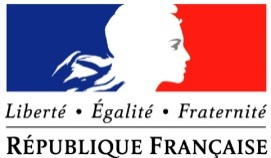 Liberté • Égalité • Fraternité
RÉPUBLIQUE FRANÇAISE